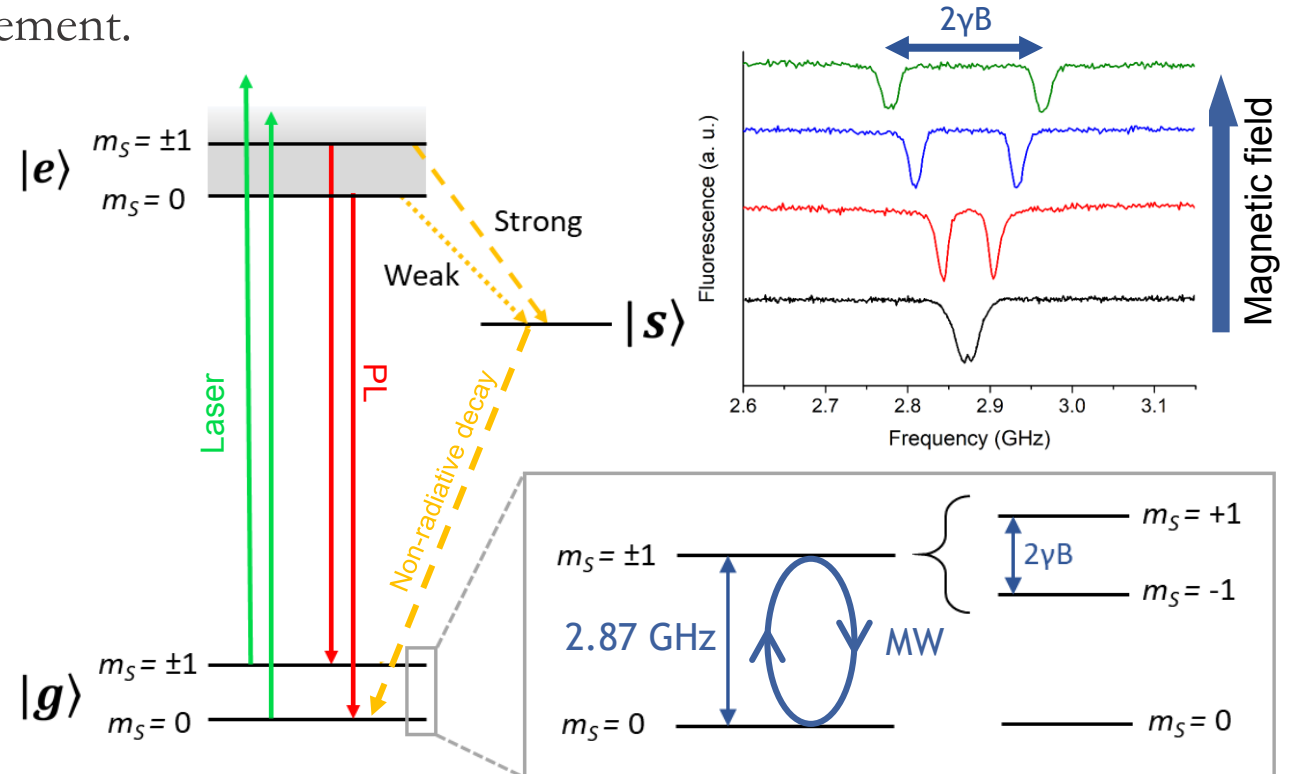 ement.
|e⟩
mS = ±1
mS = 0
Strong
Weak
|s⟩
Laser
PL
Non-radiative decay
|g⟩
mS = ±1
mS = 0
2γB
Fluorescence (a. u.)
2.6 2.7 2.8 2.9 3.0 3.1
Frequency (GHz)
Magnetic field
mS = ±1
2.87 GHz
MW
mS = 0
mS = +1
2γB
mS = -1
mS = 0